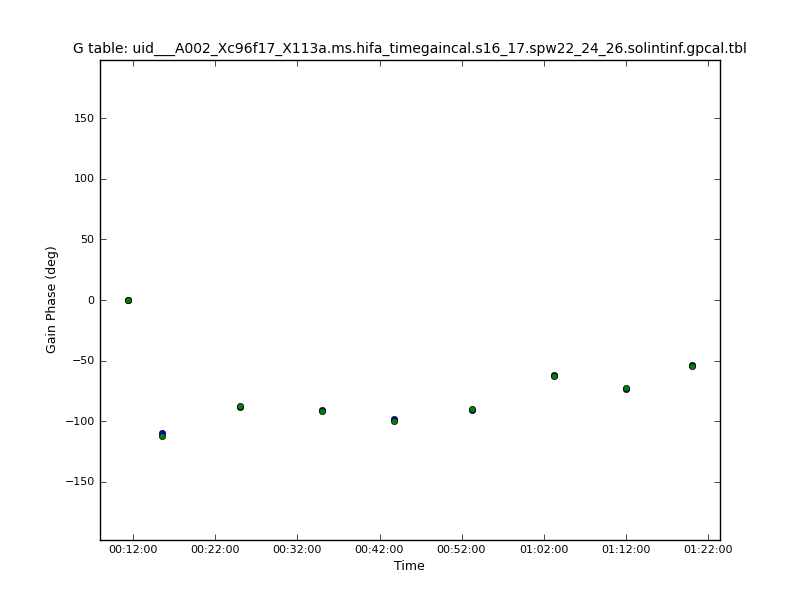 G table: uid___A002_Xc96f17_X113a.ms.hifa_timegaincal.s16_17.spw22_24_26.solintinf.gpcal.tbl
150
100
50
0
−50
−100
−150
Gain Phase (deg)
00:12:00 00:22:00 00:32:00 00:42:00 00:52:00 01:02:00 01:12:00 01:22:00
Time